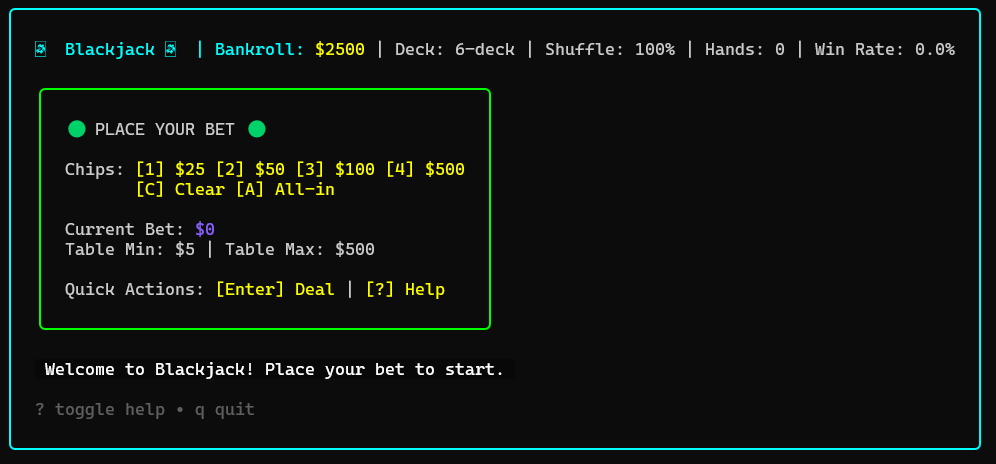 🃏 Blackjack 🃏 | Bankroll: $2500 | Deck: 6-deck | Shuffle: 100% | Hands: 0 | Win Rate: 0.0%
🟢 PLACE YOUR BET 🟢
Chips: [1] $25 [2] $50 [3] $100 [4] $500
[C] Clear [A] All-in
Current Bet: $0
Table Min: $5 | Table Max: $500
Quick Actions: [Enter] Deal | [?] Help
Welcome to Blackjack! Place your bet to start.
? toggle help • q quit